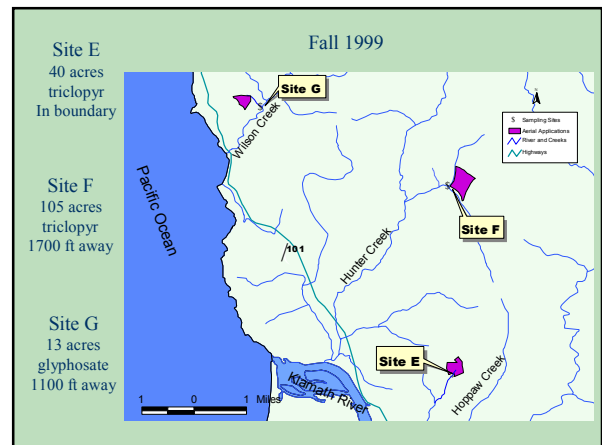 Fall 1999
Site E
40 acres
triclopyr
In boundary
Site F
105 acres
triclopyr
1700 ft away
Site G
13 acres
glyphosate
1100 ft away
Site G
Wilson Creek
N
$ Sampling Sites
Aerial Applications
River and Creeks
Highways
Pacific Ocean
Site F
101
Hunter Creek
Site E
Hoppaw Creek
Klamath River
1 0 1 Miles